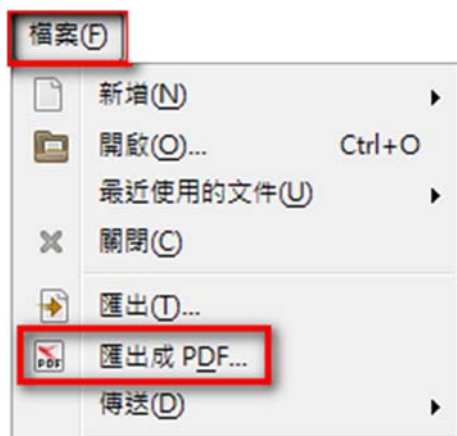 檔案(F)
新增(N)
開啟(O)... Ctrl+O
最近使用的文件(U)
關閉(C)
匯出(T)...
PDF 匯出成 PDF...
傳送(D)